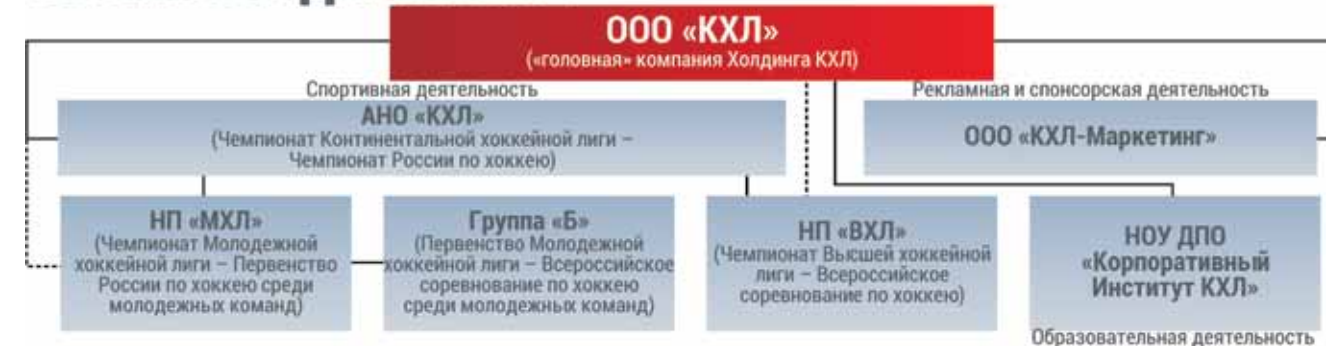 ООО «КХЛ»
(«головная» компания Холдинга КХЛ)
Спортивная деятельность
АНО «КХЛ»
(Чемпионат Континентальной хоккейной лиги –
Чемпионат России по хоккею)
Рекламная и спонсорская деятельность
ООО «КХЛ-Маркетинг»
НП «МХЛ»
(Чемпионат Молодежной
хоккейной лиги – Первенство
России по хоккею среди
молодежных команд)
Группа «Б»
(Первенство Молодежной
хоккейной лиги – Всероссийское
соревнование по хоккею
среди молодежных команд)
НП «ВХЛ»
(Чемпионат Высшей хоккейной
лиги – Всероссийское
соревнование по хоккею)
НОУ ДПО
«Корпоративный
Институт КХЛ»
Образовательная деятельность